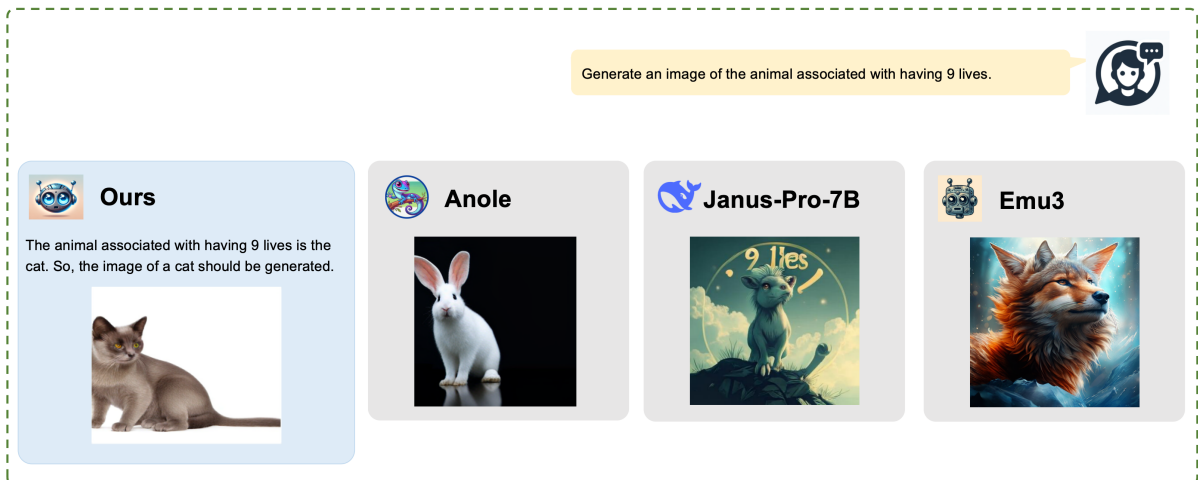 Generate an image of the animal associated with having 9 lives.
Ours
The animal associated with having 9 lives is the
cat. So, the image of a cat should be generated.
Anole
Janus-Pro-7B
9 lles
Emu3